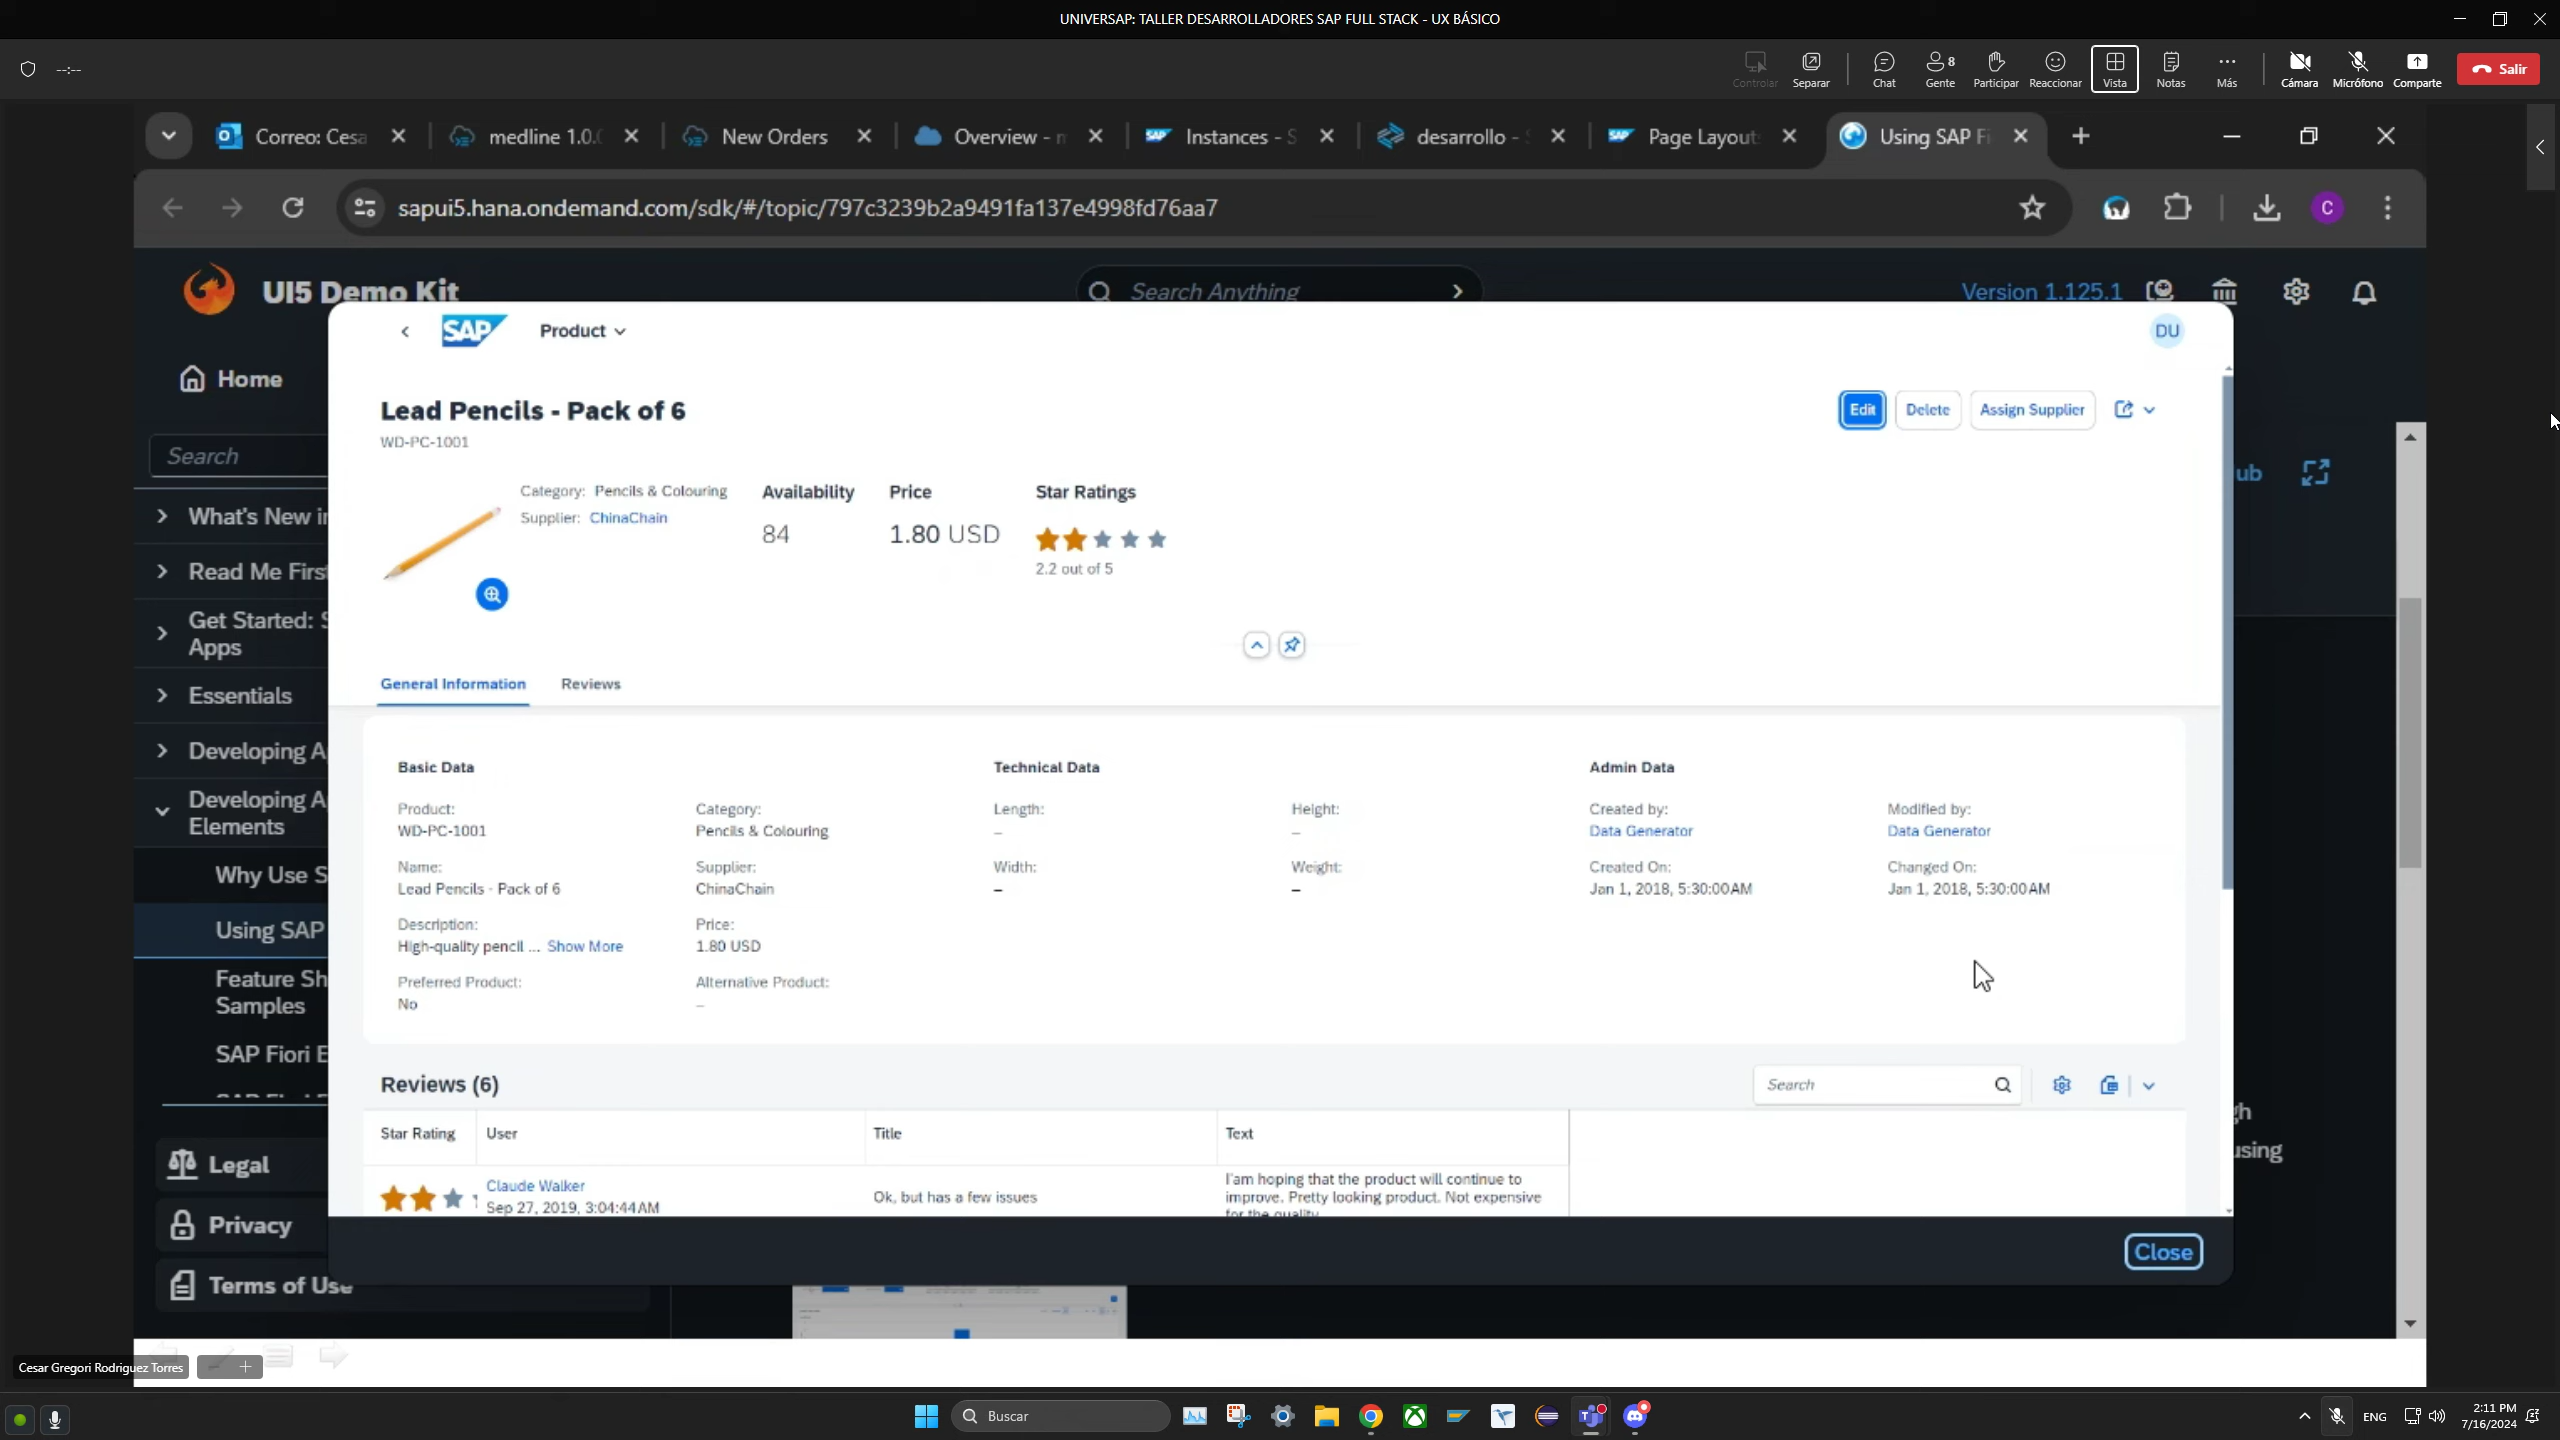 UNIVERSAP: TALLER DESARROLLADORES SAP FULL STACK - UX BÁSICO
--:--
Controlar
Separar
Chat
8
Gente
Participar
Reaccionar
Vista
Notas
Más
Cámara
Micrófono
Comparte
Salir
Correo: Cesa
medline 1.0.
New Orders
Overview - m
Instances - S
desarrollo - S
Page Layout
Using SAP Fi
sapui5.hana.ondemand.com/sdk/#/topic/797c3239b2a9491fa137e4998fd76aa7
C
UI5 Demo Kit
Search Anything
Version 1.125.1
SAP
Product
DU
Home
Lead Pencils - Pack of 6
Edit
Delete
Assign Supplier
WD-PC-1001
Search
ub
Category: Pencils & Colouring
Supplier: ChinaChain
Availability
84
Price
1.80 USD
Star Ratings
2.2 out of 5
What's New in
Read Me First
Get Started: S
Apps
Essentials
Developing A
Developing A
Elements
Why Use S
Using SAP
Feature Sh
Samples
SAP Fiori E
Legal
Privacy
Terms of Use
General Information
Reviews
Basic Data
Technical Data
Admin Data
Product:
WD-PC-1001
Category:
Pencils & Colouring
Length:
–
Height:
–
Created by:
Data Generator
Modified by:
Data Generator
Name:
Lead Pencils - Pack of 6
Supplier:
ChinaChain
Width:
–
Weight:
–
Created On:
Jan 1, 2018, 5:30:00AM
Changed On:
Jan 1, 2018, 5:30:00AM
Description:
High-quality pencil ... Show More
Price:
1.80 USD
Preferred Product:
No
Alternative Product:
–
Reviews (6)
Search
gh
using
Star Rating
User
Title
Text
Claude Walker
Sep 27, 2019, 3:04:44AM
Ok, but has a few issues
I'am hoping that the product will continue to
improve. Pretty looking product. Not expensive
for the quality
Close
Cesar Gregori Rodriguez Torres
Buscar
ENG
2:11 PM
7/16/2024